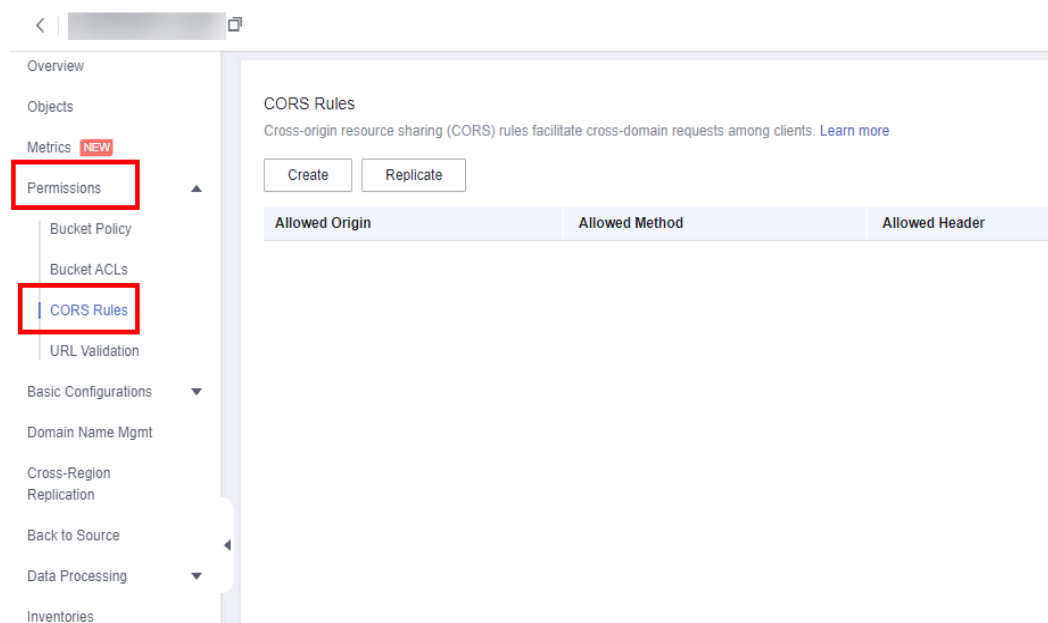 Overview
Objects
Metrics NEW
Permissions
Bucket Policy
Bucket ACLs
CORS Rules
URL Validation
Basic Configurations
Domain Name Mgmt
Cross-Region
Replication
Back to Source
Data Processing
Inventories
CORS Rules
Cross-origin resource sharing (CORS) rules facilitate cross-domain requests among clients. Learn more
Create Replicate
Allowed Origin Allowed Method Allowed Header